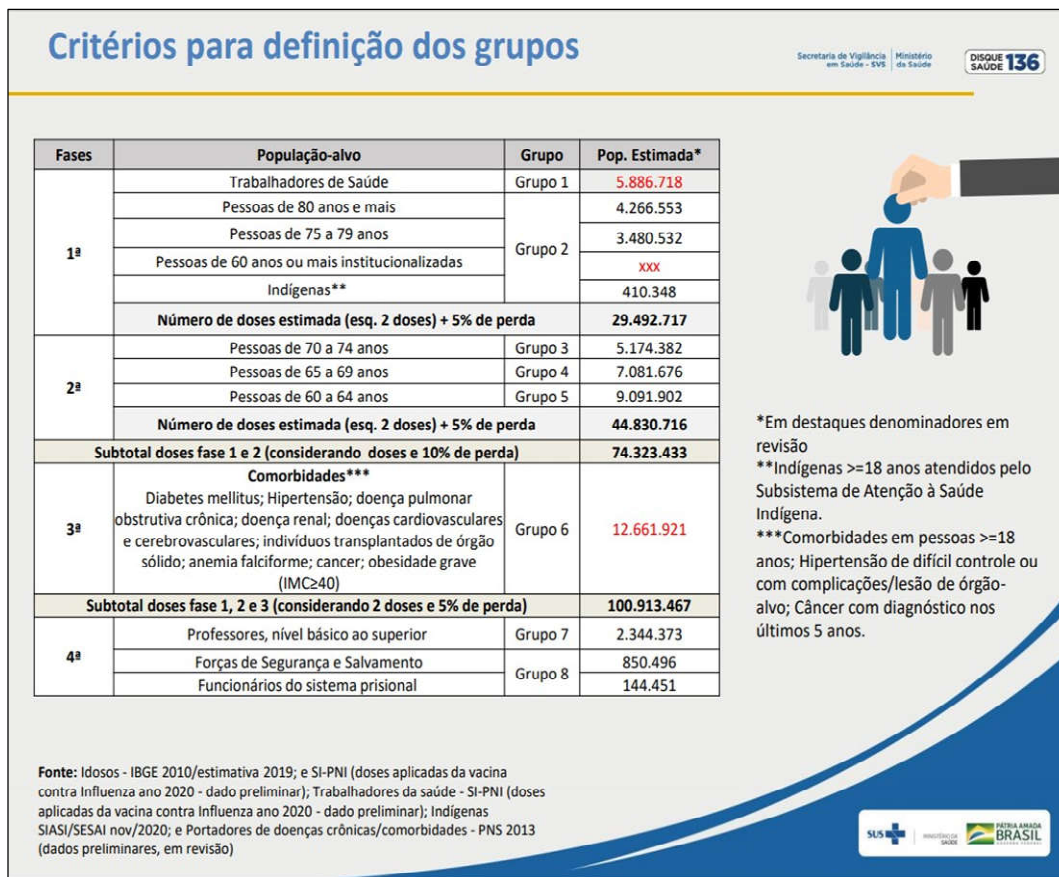 Critérios para definição dos grupos
Secretaria de Vigilância em Saúde - SVS
Ministério da Saúde
DISQUE SAÚDE 136
Fases População-alvo Grupo Pop. Estimada*
1ª
Trabalhadores de Saúde Grupo 1 5.886.718
Pessoas de 80 anos e mais 4.266.553
Pessoas de 75 a 79 anos 3.480.532
Grupo 2
Pessoas de 60 anos ou mais institucionalizadas xxx
Indígenas** 410.348
Número de doses estimada (esq. 2 doses) + 5% de perda 29.492.717
2ª
Pessoas de 70 a 74 anos Grupo 3 5.174.382
Pessoas de 65 a 69 anos Grupo 4 7.081.676
Pessoas de 60 a 64 anos Grupo 5 9.091.902
Número de doses estimada (esq. 2 doses) + 5% de perda 44.830.716
Subtotal doses fase 1 e 2 (considerando doses e 10% de perda) 74.323.433
3ª
Comorbidades***
Diabetes mellitus; Hipertensão; doença pulmonar
obstrutiva crônica; doença renal; doenças cardiovasculares
e cerebrovasculares; indivíduos transplantados de órgão
sólido; anemia falciforme; cancer; obesidade grave
(IMC≥40)
Grupo 6 12.661.921
Subtotal doses fase 1, 2 e 3 (considerando 2 doses e 5% de perda) 100.913.467
4ª
Professores, nível básico ao superior Grupo 7 2.344.373
Forças de Segurança e Salvamento 850.496
Grupo 8
Funcionários do sistema prisional 144.451
*Em destaques denominadores em
revisão
**Indígenas >=18 anos atendidos pelo
Subsistema de Atenção à Saúde
Indígena.
***Comorbidades em pessoas >=18
anos; Hipertensão de difícil controle ou
com complicações/lesão de órgão-
alvo; Câncer com diagnóstico nos
últimos 5 anos.
Fonte: Idosos - IBGE 2010/estimativa 2019; e SI-PNI (doses aplicadas da vacina
contra Influenza ano 2020 - dado preliminar); Trabalhadores da saúde - SI-PNI (doses
aplicadas da vacina contra Influenza ano 2020 - dado preliminar); Indígenas
SIASI/SESAI nov/2020; e Portadores de doenças crônicas/comorbidades - PNS 2013
(dados preliminares, em revisão)
SUS
MINISTÉRIO DA
SAÚDE
PÁTRIA AMADA
BRASIL
GOVERNO FEDERAL